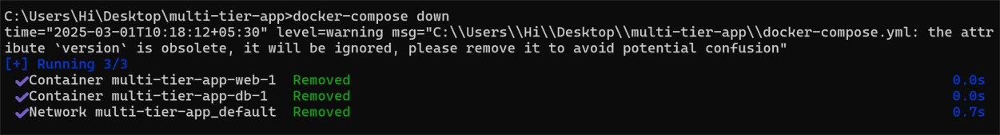 C:\Users\Hi\Desktop\multi-tier-app>docker-compose down
time="2025-03-01T10:18:12+05:30" level=warning msg="C:\\Users\\Hi\\Desktop\\multi-tier-app\\docker-compose.yml: the attr
ibute `version` is obsolete, it will be ignored, please remove it to avoid potential confusion"
[+] Running 3/3
✔Container multi-tier-app-web-1  Removed 0.0s
✔Container multi-tier-app-db-1   Removed 0.0s
✔Network multi-tier-app_default  Removed 0.7s